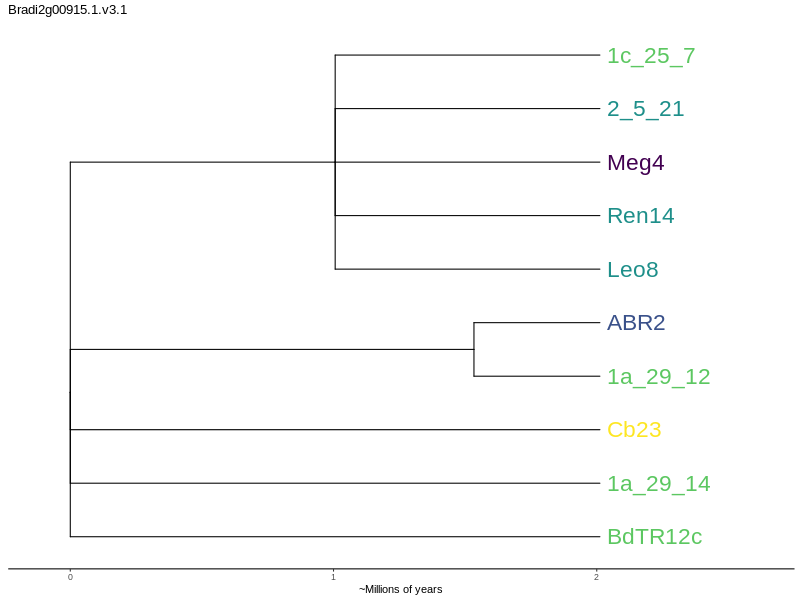 Bradi2g00915.1.v3.1
1c_25_7
2_5_21
Meg4
Ren14
Leo8
ABR2
1a_29_12
Cb23
1a_29_14
BdTR12c
0 1 2
~Millions of years